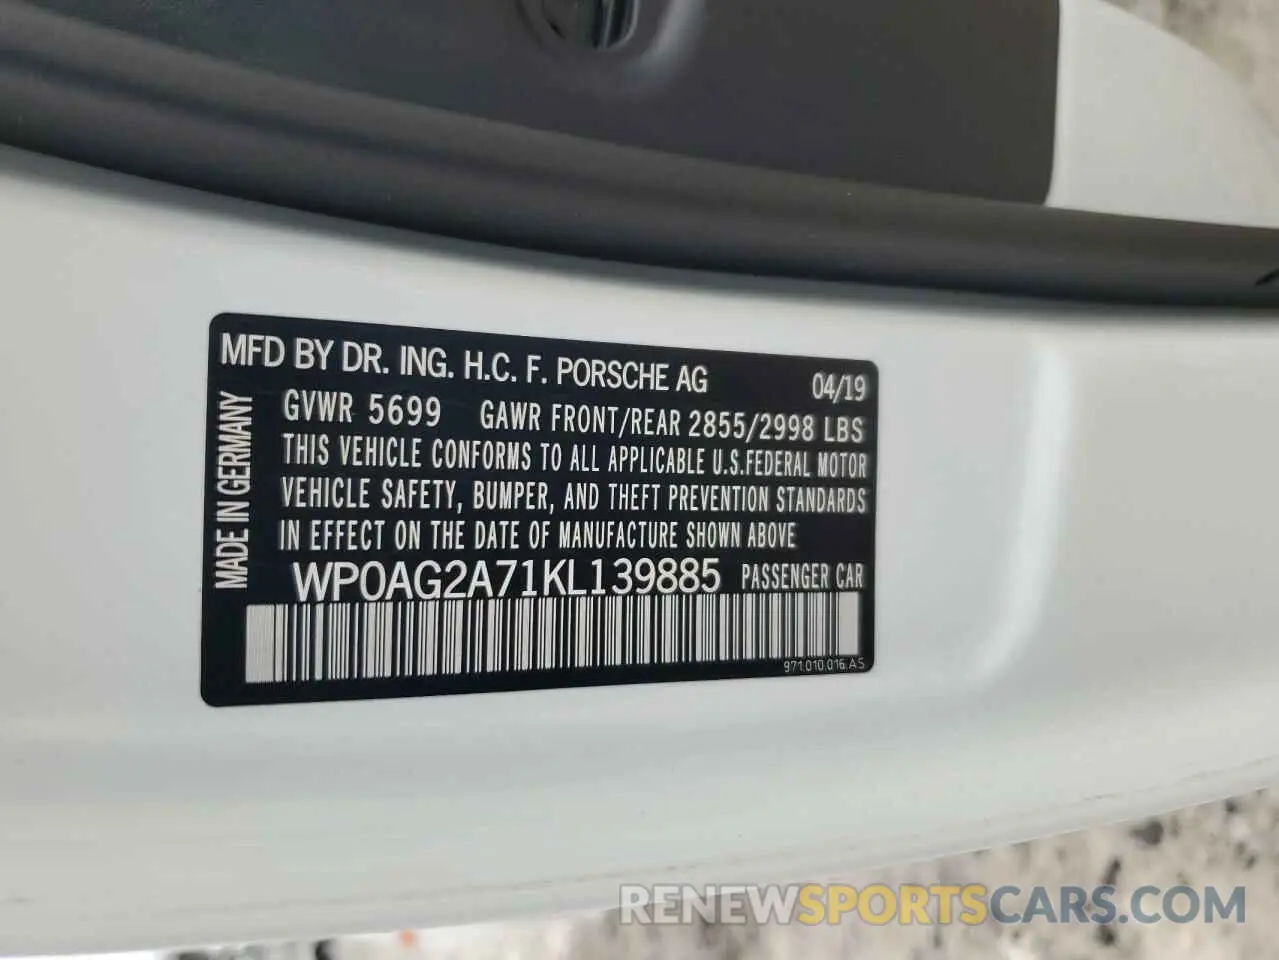 MFD BY DR. ING. H.C. F. PORSCHE AG 04/19
GVWR 5699 GAWR FRONT/REAR 2855/2998 LBS
THIS VEHICLE CONFORMS TO ALL APPLICABLE U.S.FEDERAL MOTOR
VEHICLE SAFETY, BUMPER, AND THEFT PREVENTION STANDARDS
IN EFFECT ON THE DATE OF MANUFACTURE SHOWN ABOVE
WP0AG2A71KL139885 PASSENGER CAR
971.010.016.AS
MADE IN GERMANY
RENEWSPORTSCARS.COM